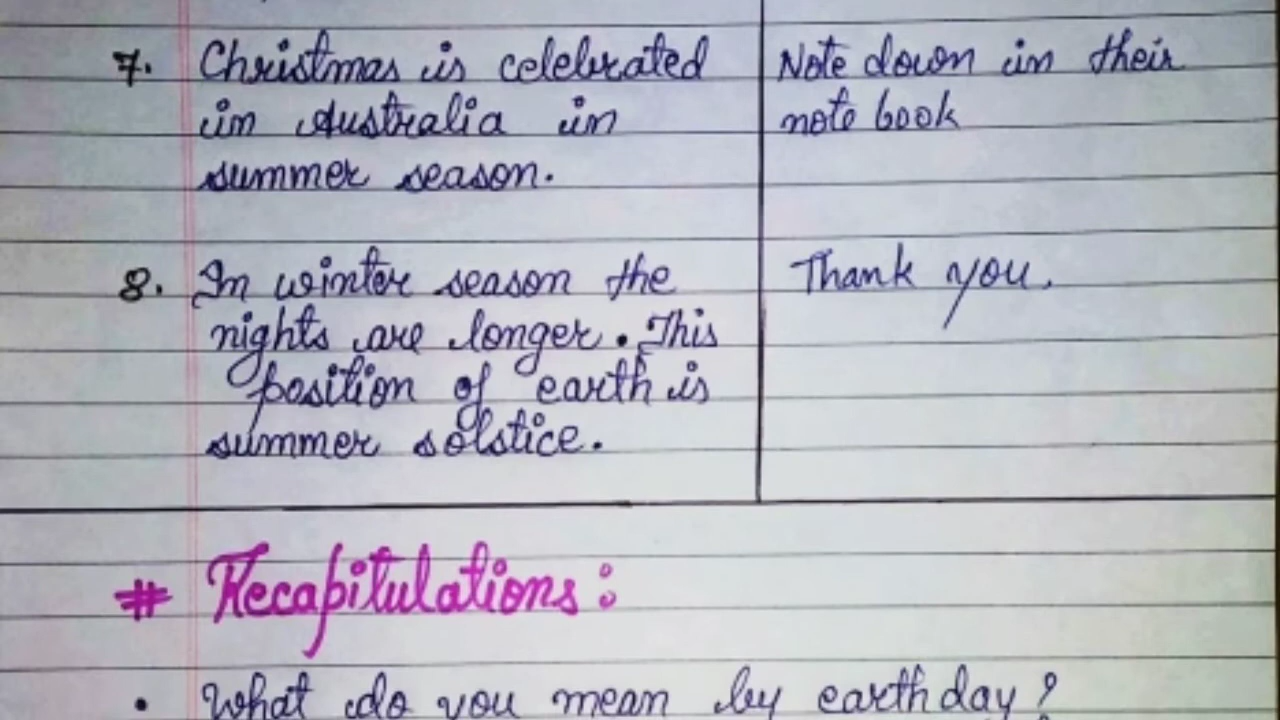 7. Christmas is celebrated
in Australia in
summer season.
Note down in their
note book
8. In winter season the
nights are longer. This
position of earth is
summer solstice.
Thank you.
# Recapitulations:
• What do you mean by earth day?